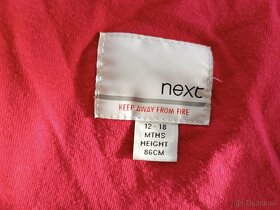 next
KEEP AWAY FROM FIRE
12 - 18
MTHS
HEIGHT
86CM
Bazos.sk